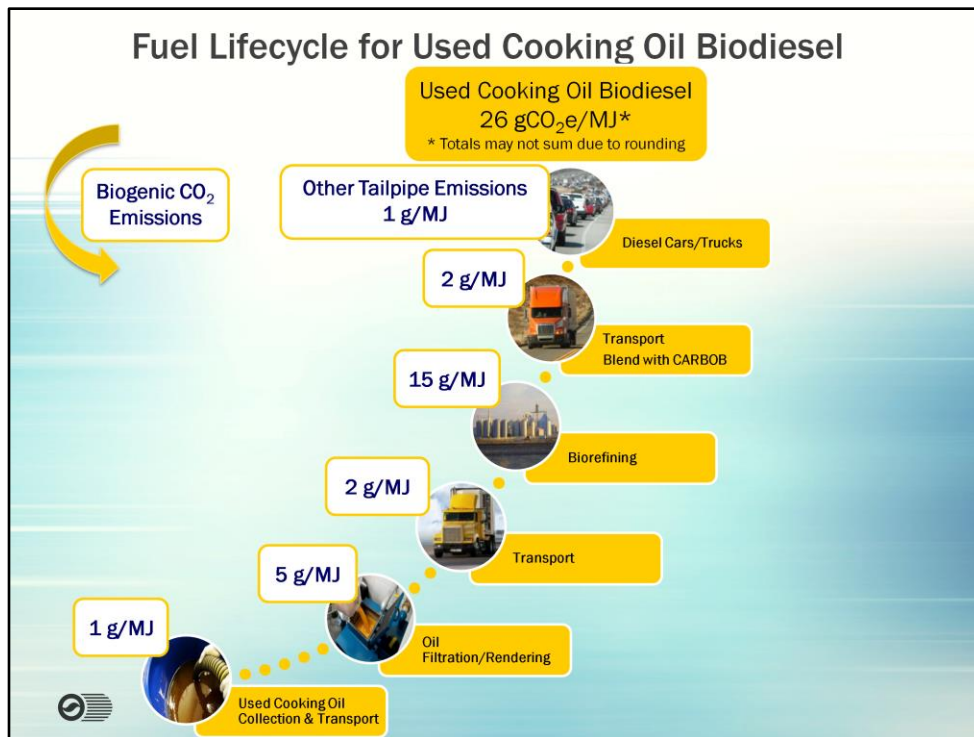 Fuel Lifecycle for Used Cooking Oil Biodiesel
Used Cooking Oil Biodiesel
26 gCO₂e/MJ*
* Totals may not sum due to rounding
Biogenic CO₂
Emissions
Other Tailpipe Emissions
1 g/MJ
Diesel Cars/Trucks
2 g/MJ
Transport
Blend with CARBOB
15 g/MJ
Biorefining
2 g/MJ
Transport
5 g/MJ
Oil
Filtration/Rendering
1 g/MJ
Used Cooking Oil
Collection & Transport